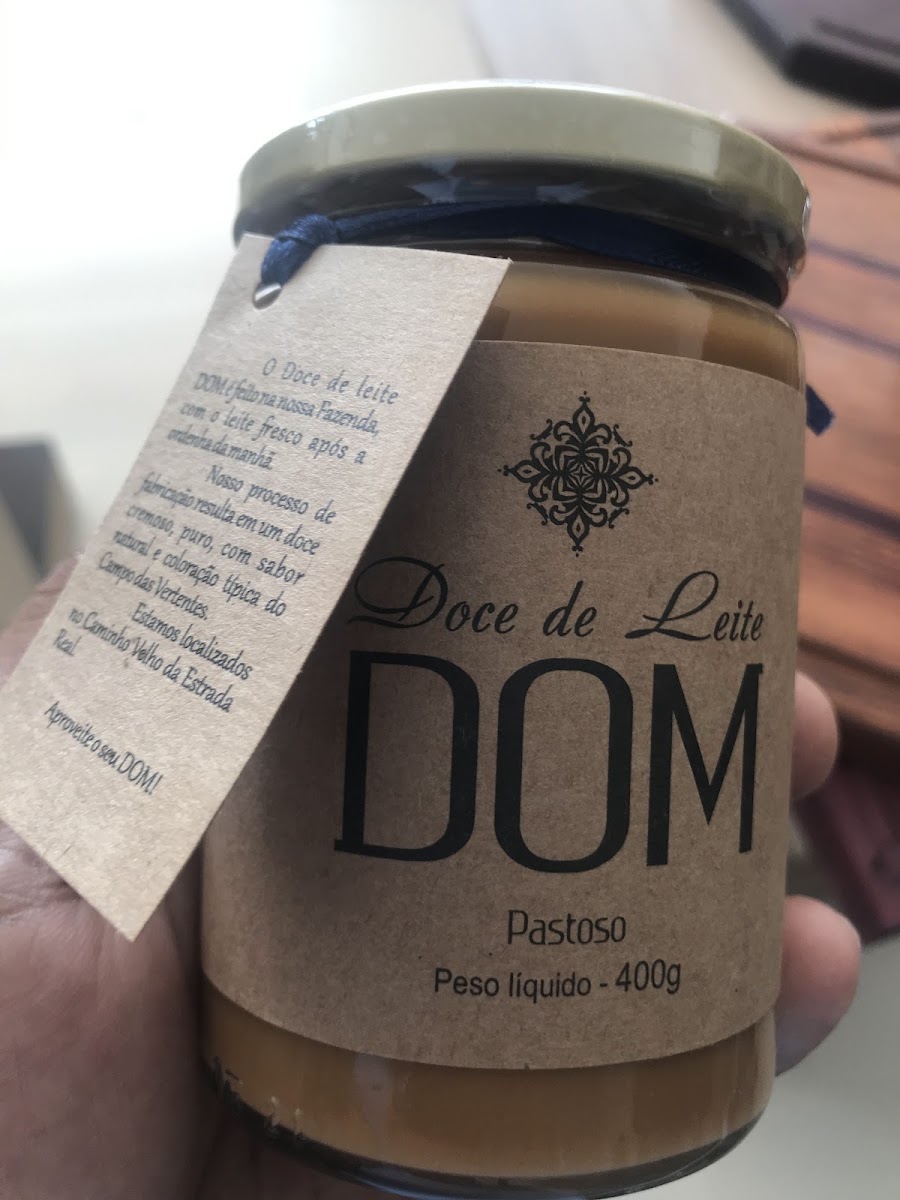 O Doce de leite
DOM é feito na nossa Fazenda,
com o leite fresco após a
ordenha da manhã
Nosso processo de
fabricação resulta em um doce
cremoso, puro, com sabor
natural e coloração típica do
Campo das Vertentes.
Estamos localizados
no Caminho Velho da Estrada
Real.
Aproveite o seu DOM!
Doce de Leite
DOM
Pastoso
Peso líquido - 400g